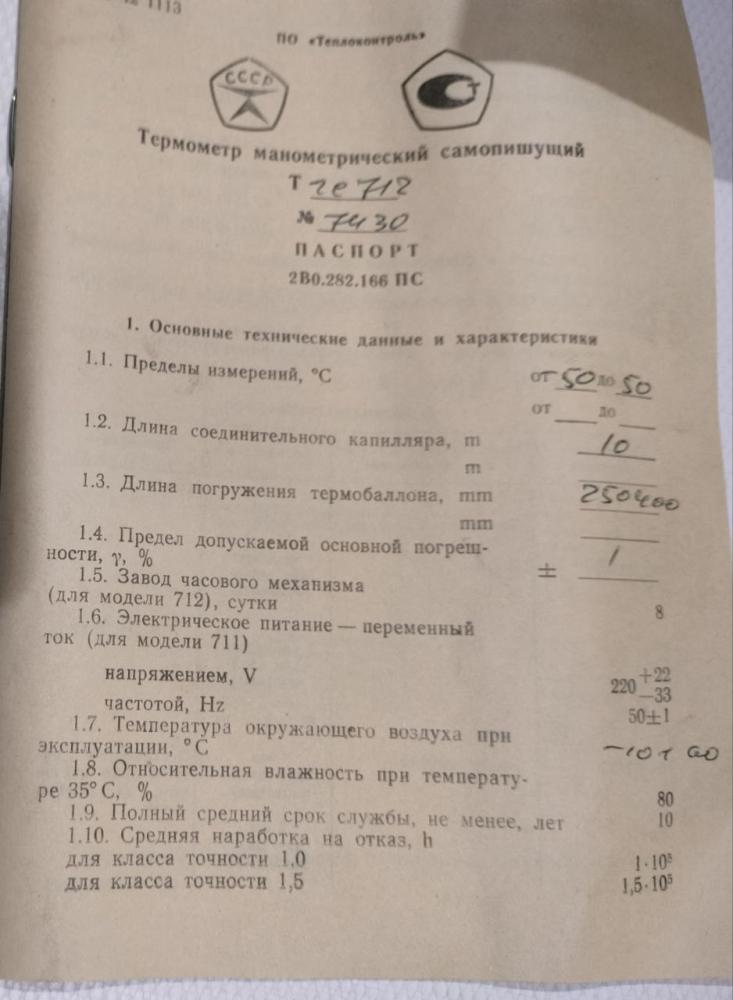 1113
ПО «Теплоконтроль»
СССР
Термометр манометрический самопишущий
Т 2е 712
№ 7430
ПАСПОРТ
2В0.282.166 ПС
1. Основные технические данные и характеристики
1.1. Пределы измерений, °С от -50 до 50
от ___ до ___
1.2. Длина соединительного капилляра, m 10
m
1.3. Длина погружения термобаллона, mm 250 400
mm
1.4. Предел допускаемой основной погреш-
ности, γ, % ± 1
1.5. Завод часового механизма
(для модели 712), сутки 8
1.6. Электрическое питание — переменный
ток (для модели 711)
напряжением, V 220 +22 −33
частотой, Hz 50±1
1.7. Температура окружающего воздуха при
эксплуатации, °С
1.8. Относительная влажность при температу-
ре 35°С, % 80
1.9. Полный средний срок службы, не менее, лет 10
1.10. Средняя наработка на отказ, h
для класса точности 1,0 1·10⁵
для класса точности 1,5 1,5·10⁵